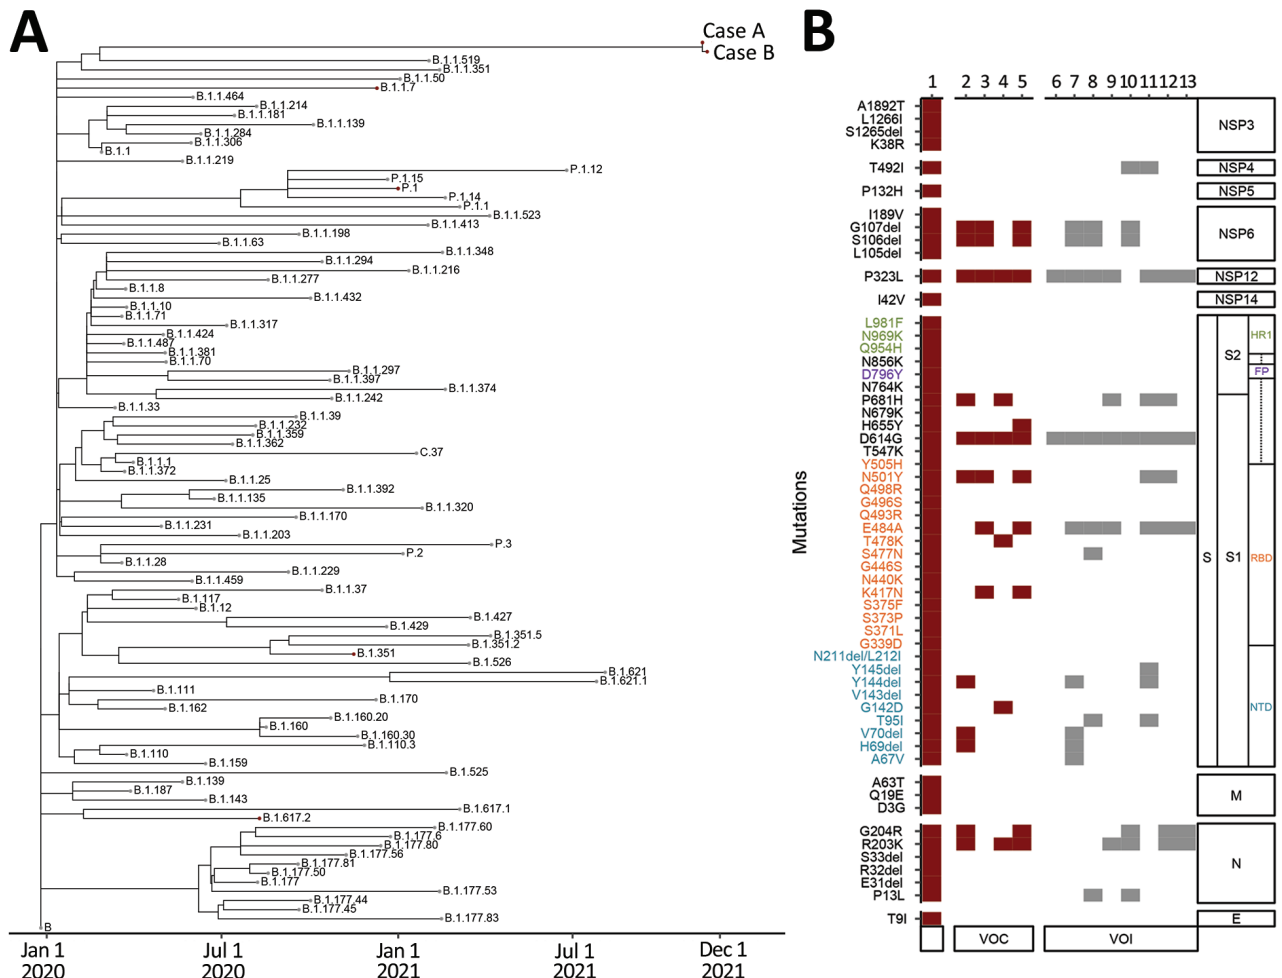 A
Case A
Case B
B.1.1.519
B.1.1.351
B.1.1.50
B.1.1.7
B.1.1.464
B.1.1.214
B.1.1.181
B.1.1.139
B.1.1.284
B.1.1.306
B.1.1
B.1.1.219
P.1.12
P.1.15
P.1
P.1.14
P.1.1
B.1.1.523
B.1.1.413
B.1.1.198
B.1.1.63
B.1.1.348
B.1.1.294
B.1.1.216
B.1.1.277
B.1.1.8
B.1.1.432
B.1.1.10
B.1.1.71
B.1.1.317
B.1.1.424
B.1.1.487
B.1.1.381
B.1.1.70
B.1.1.297
B.1.1.397
B.1.1.374
B.1.1.242
B.1.1.33
B.1.1.39
B.1.1.232
B.1.1.359
B.1.1.362
C.37
B.1.1.1
B.1.1.372
B.1.1.25
B.1.1.392
B.1.1.135
B.1.1.320
B.1.1.170
B.1.1.231
B.1.1.203
P.3
P.2
B.1.1.28
B.1.1.229
B.1.1.459
B.1.1.37
B.1.117
B.1.12
B.1.427
B.1.429
B.1.351.5
B.1.351.2
B.1.351
B.1.526
B.1.621
B.1.621.1
B.1.111
B.1.170
B.1.162
B.1.160.20
B.1.160
B.1.160.30
B.1.110.3
B.1.110
B.1.159
B.1.525
B.1.139
B.1.187
B.1.143
B.1.617.1
B.1.617.2
B.1.177.60
B.1.177.6
B.1.177.80
B.1.177.56
B.1.177.81
B.1.177.50
B.1.177
B.1.177.53
B.1.177.44
B.1.177.45
B.1.177.83
B
Jan 1 Jul 1 Jan 1 Jul 1 Dec 1
2020 2020 2021 2021 2021
B
1 2 3 4 5 6 7 8 9 10 11 12 13
Mutations
A1892T
L1266I
S1265del
K38R
NSP3
T492I
NSP4
P132H
NSP5
I189V
G107del
S106del
L105del
NSP6
P323L
NSP12
I42V
NSP14
L981F
N969K
Q954H
N856K
D796Y
N764K
P681H
N679K
H655Y
D614G
T547K
Y505H
N501Y
Q498R
G496S
Q493R
E484A
T478K
S477N
G446S
N440K
K417N
S375F
S373P
S371L
G339D
N211del/L212I
Y145del
Y144del
V143del
G142D
T95I
V70del
H69del
A67V
S
S2
S1
HR1
FP
RBD
NTD
A63T
Q19E
D3G
M
G204R
R203K
S33del
R32del
E31del
P13L
N
T9I
E
VOC
VOI